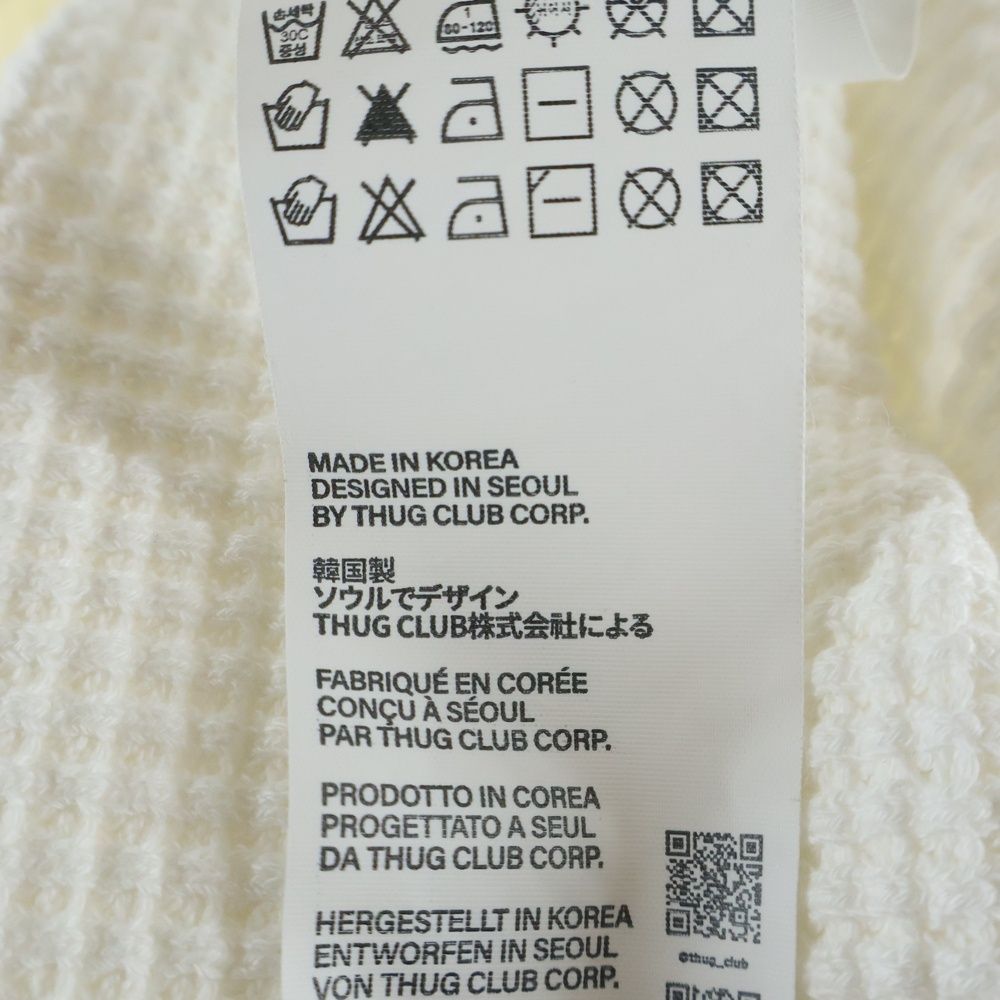 손세탁
30C
중성
1
80-120
MADE IN KOREA
DESIGNED IN SEOUL
BY THUG CLUB CORP.
韓国製
ソウルでデザイン
THUG CLUB株式会社による
FABRIQUÉ EN CORÉE
CONÇU À SÉOUL
PAR THUG CLUB CORP.
PRODOTTO IN COREA
PROGETTATO A SEUL
DA THUG CLUB CORP.
HERGESTELLT IN KOREA
ENTWORFEN IN SEOUL
VON THUG CLUB CORP.
@thug_club